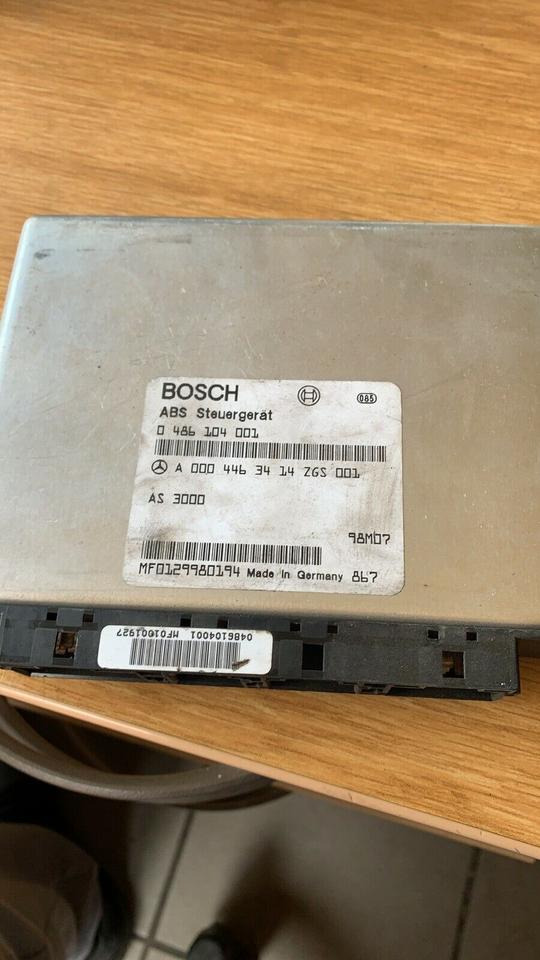 BOSCH
085
ABS Steuergerät
0 486 104 001
A 000 446 34 14 ZGS 001
AS 3000
98M07
MF0129980194 Made in Germany 867
0486104001 MF01001927